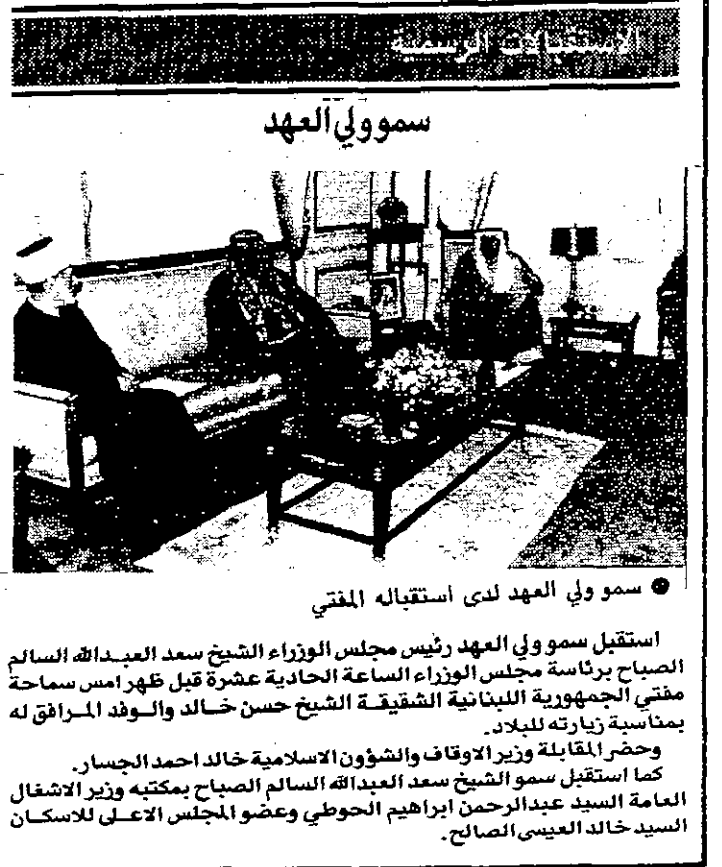 الاستقبالات الرسمية
سمو ولي العهد
● سمو ولي العهد لدى استقباله المفتي
استقبل سمو ولي العهد رئيس مجلس الوزراء الشيخ سعد العبدالله السالم
الصباح برئاسة مجلس الوزراء الساعة الحادية عشرة قبل ظهر امس سماحة
مفتي الجمهورية اللبنانية الشقيقة الشيخ حسن خالد والوفد المرافق له
بمناسبة زيارته للبلاد.
وحضر المقابلة وزير الاوقاف والشؤون الاسلامية خالد احمد الجسار.
كما استقبل سمو الشيخ سعد العبدالله السالم الصباح بمكتبه وزير الاشغال
العامة السيد عبدالرحمن ابراهيم الحوطي وعضو المجلس الاعلى للاسكان
السيد خالد العيسى الصالح.